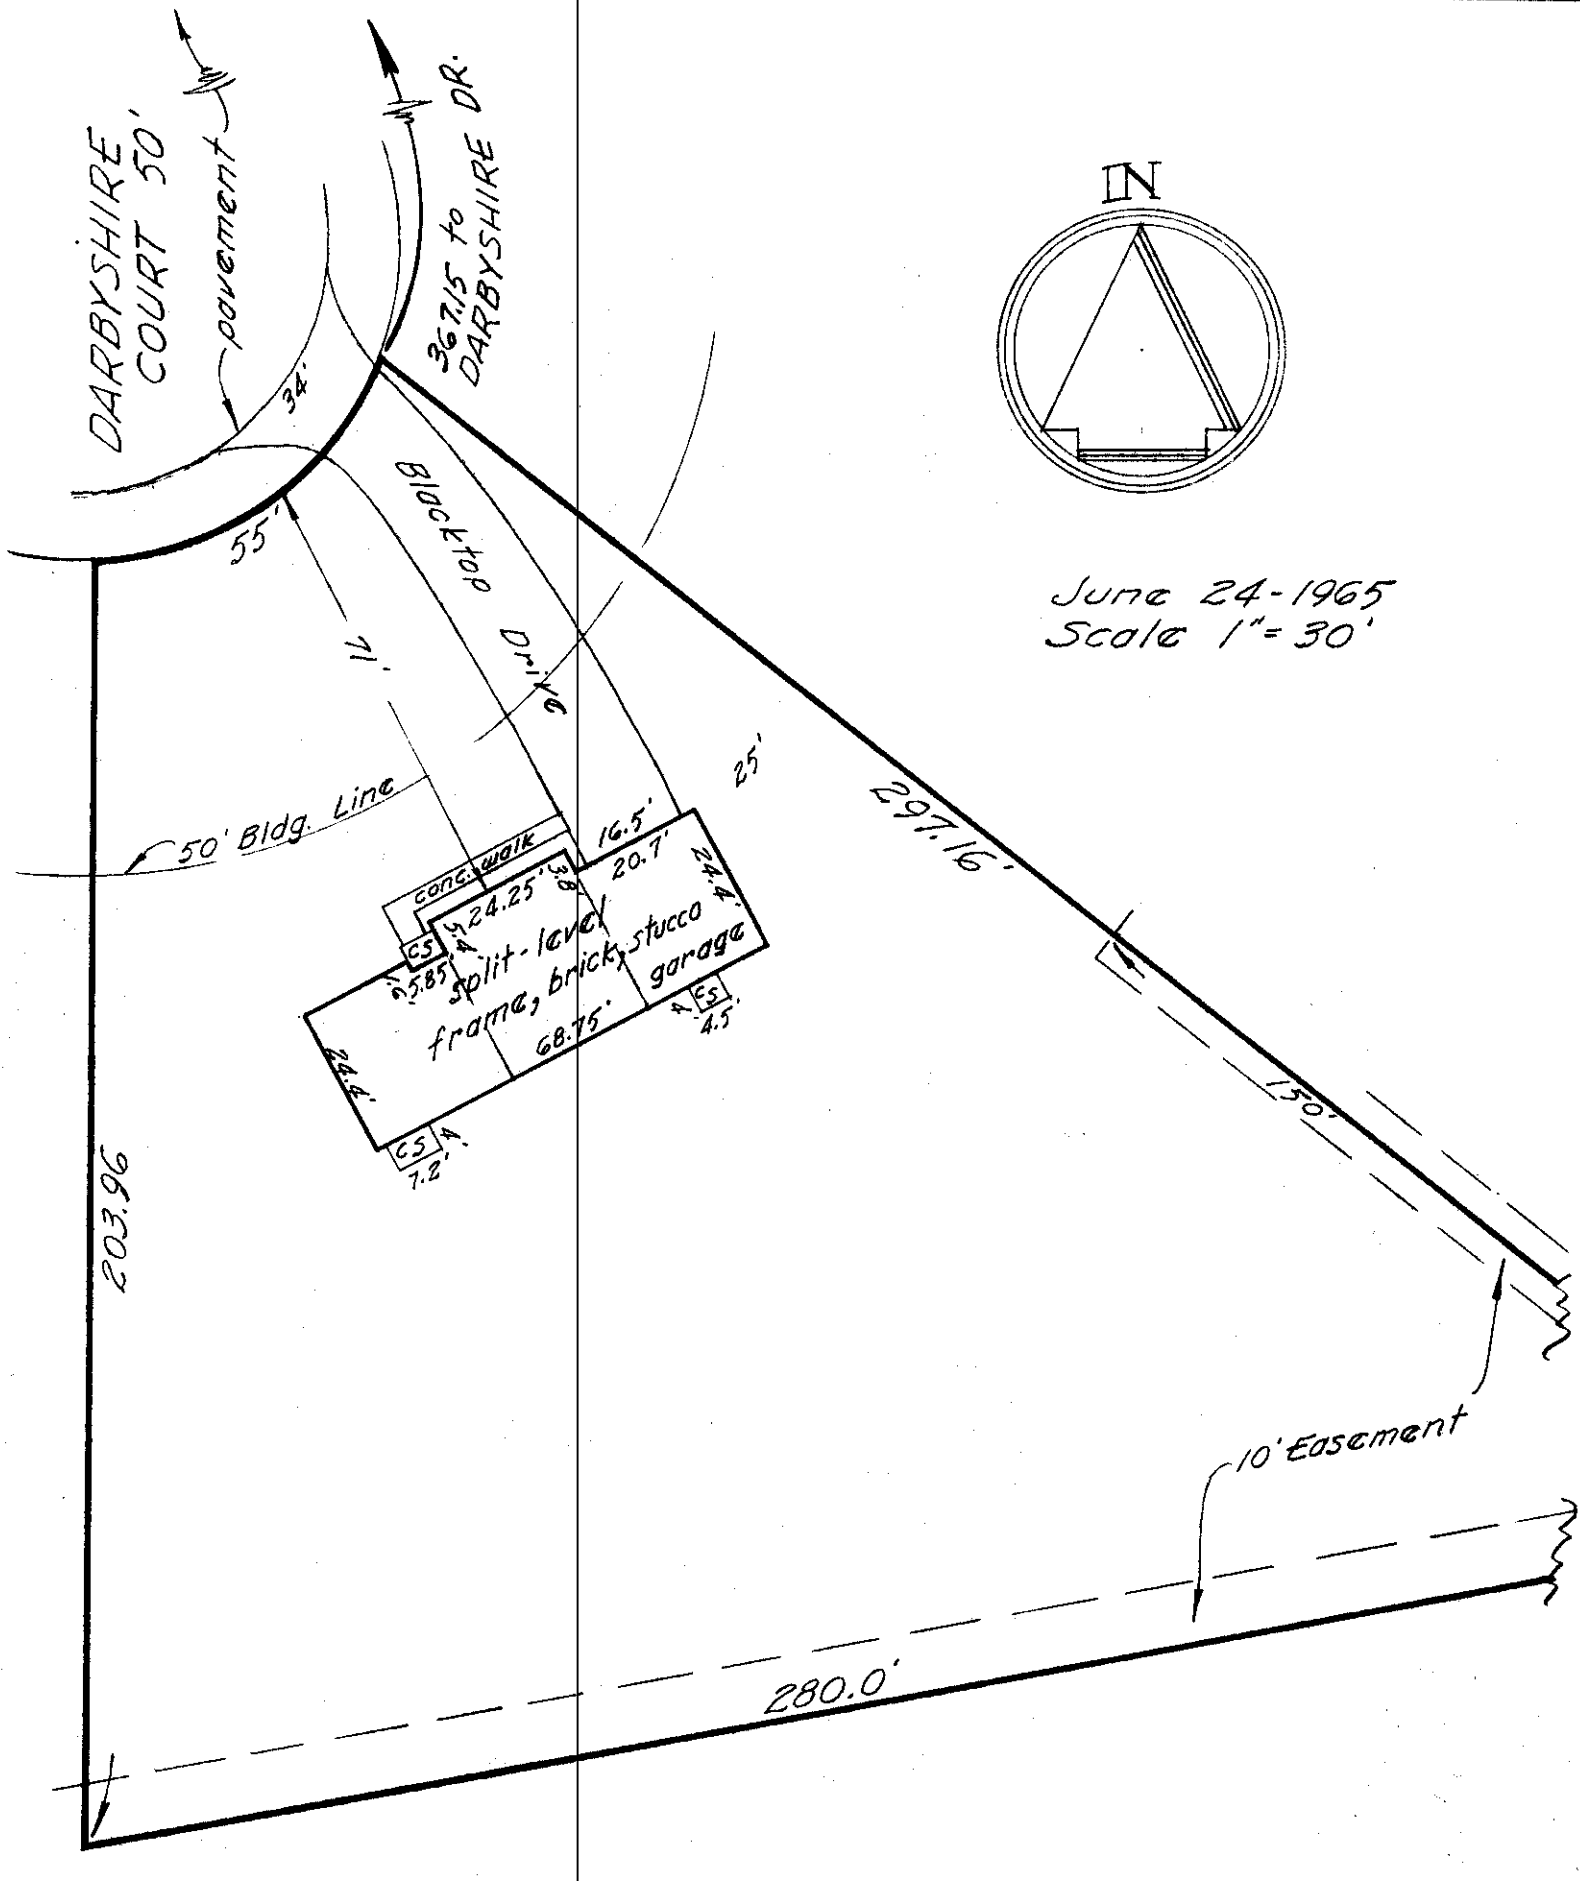 DARBYSHIRE
COURT 50'
pavement
367.15 to
DARBYSHIRE DR.
N
34'
55'
Blacktop Drive
71'
June 24-1965
Scale 1"=30'
50' Bldg. Line
25'
297.16'
conc. walk
16.5'
20.7'
24.4'
3.8'
24.25'
5.4'
CS
5.85'
split-level
frame, brick, stucco
garage
68.75'
24.4'
CS
4'
4.5'
CS
4'
7.2'
150'
203.96
10' Easement
280.0'